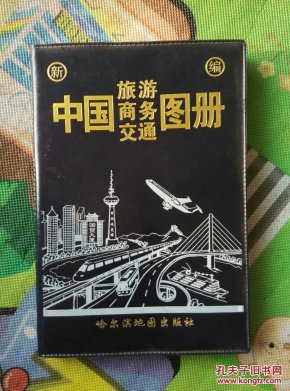 新 编
中国旅游商务交通图册
哈尔滨地图出版社
孔夫子旧书网